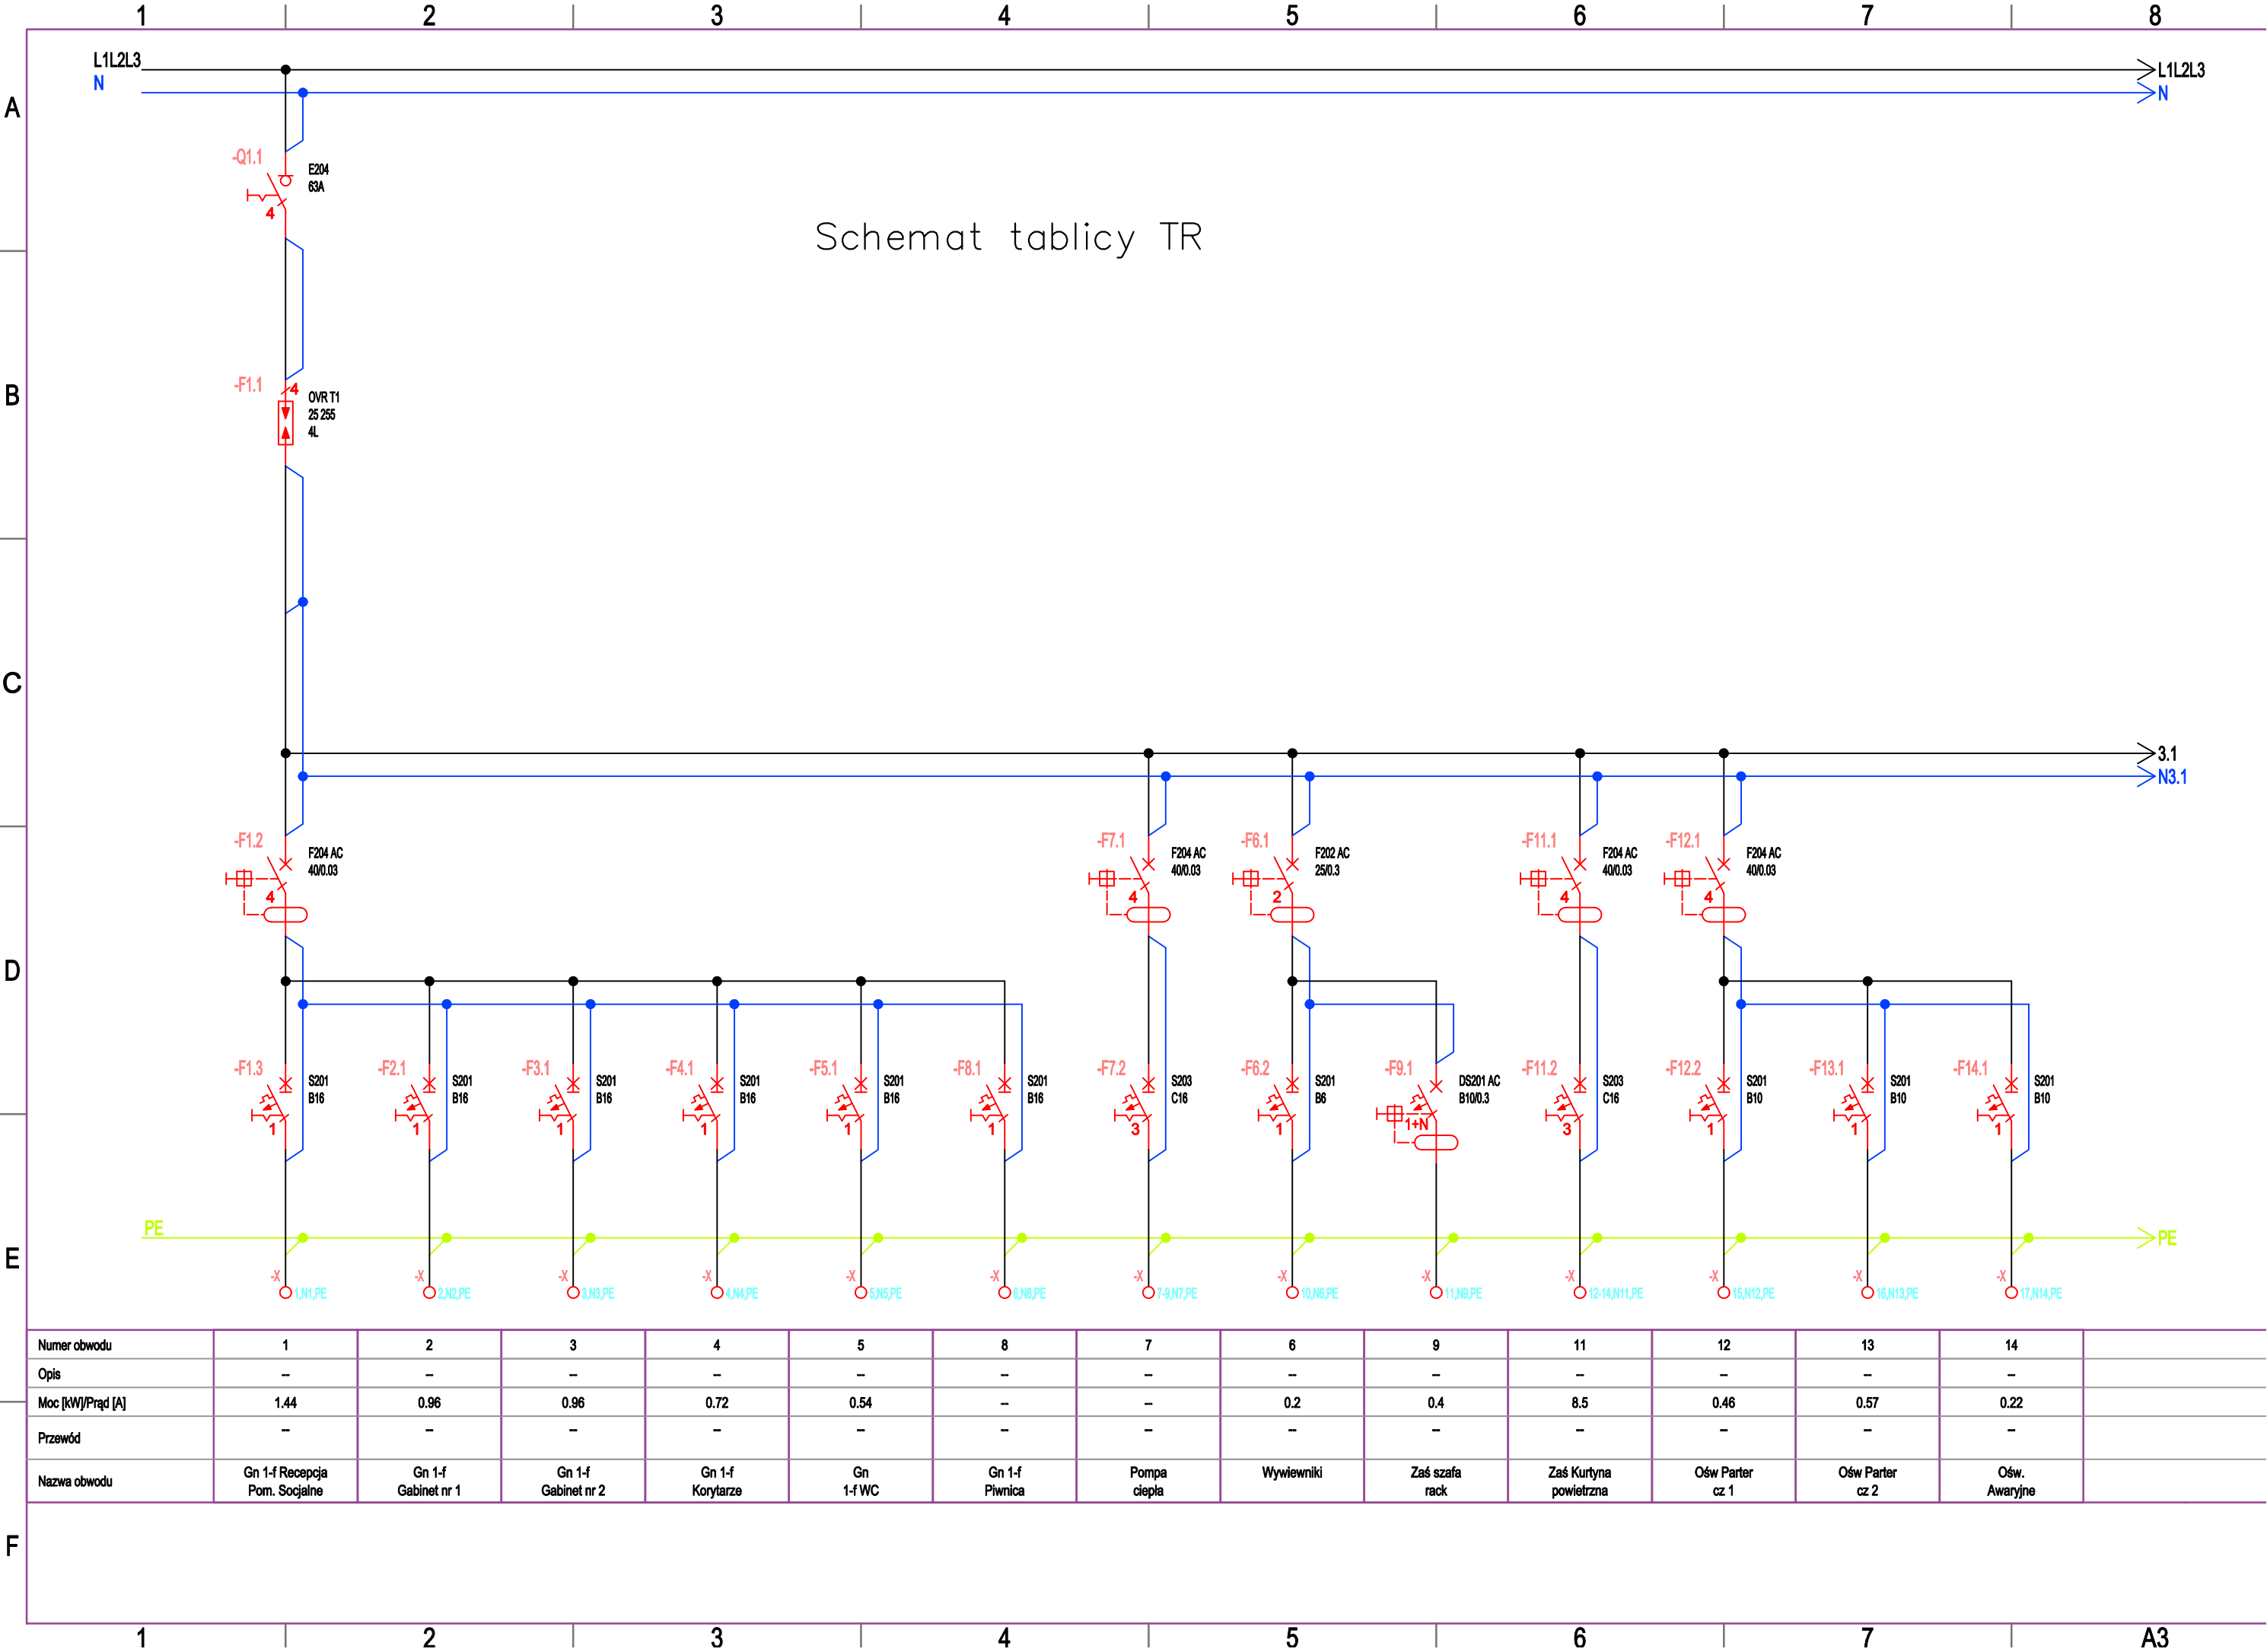 1 2 3 4 5 6 7 8
L1L2L3 L1L2L3
N N
A
-Q1.1
E204
63A
4
Schemat tablicy TR
B
-F1.1
4
OVR T1
25 255
4L
C
3.1
N3.1
-F1.2 -F7.1 -F6.1 -F11.1 -F12.1
F204 AC F204 AC F202 AC F204 AC F204 AC
40/0.03 40/0.03 25/0.3 40/0.03 40/0.03
4 4 2 4 4
D
-F1.3 -F2.1 -F3.1 -F4.1 -F5.1 -F8.1 -F7.2 -F6.2 -F9.1 -F11.2 -F12.2 -F13.1 -F14.1
S201 S201 S201 S201 S201 S201 S203 S201 DS201 AC S203 S201 S201 S201
B16 B16 B16 B16 B16 B16 C16 B6 B10/0.3 C16 B10 B10 B10
1 1 1 1 1 1 3 1 1+N 3 1 1 1
PE PE
E
-X -X -X -X -X -X -X -X -X -X -X -X -X
1,N1,PE 2,N2,PE 3,N3,PE 4,N4,PE 5,N5,PE 6,N8,PE 7-9,N7,PE 10,N6,PE 11,N9,PE 12-14,N11,PE 15,N12,PE 16,N13,PE 17,N14,PE
Numer obwodu 1 2 3 4 5 8 7 6 9 11 12 13 14
Opis -- -- -- -- -- -- -- -- -- -- -- -- --
Moc [kW]/Prąd [A] 1.44 0.96 0.96 0.72 0.54 -- -- 0.2 0.4 8.5 0.46 0.57 0.22
Przewód -- -- -- -- -- -- -- -- -- -- -- -- --
Nazwa obwodu
Gn 1-f Recepcja
Pom. Socjalne
Gn 1-f
Gabinet nr 1
Gn 1-f
Gabinet nr 2
Gn 1-f
Korytarze
Gn
1-f WC
Gn 1-f
Piwnica
Pompa
ciepła
Wywiewniki
Zaś szafa
rack
Zaś Kurtyna
powietrzna
Ośw Parter
cz 1
Ośw Parter
cz 2
Ośw.
Awaryjne
F
1 2 3 4 5 6 7 A3